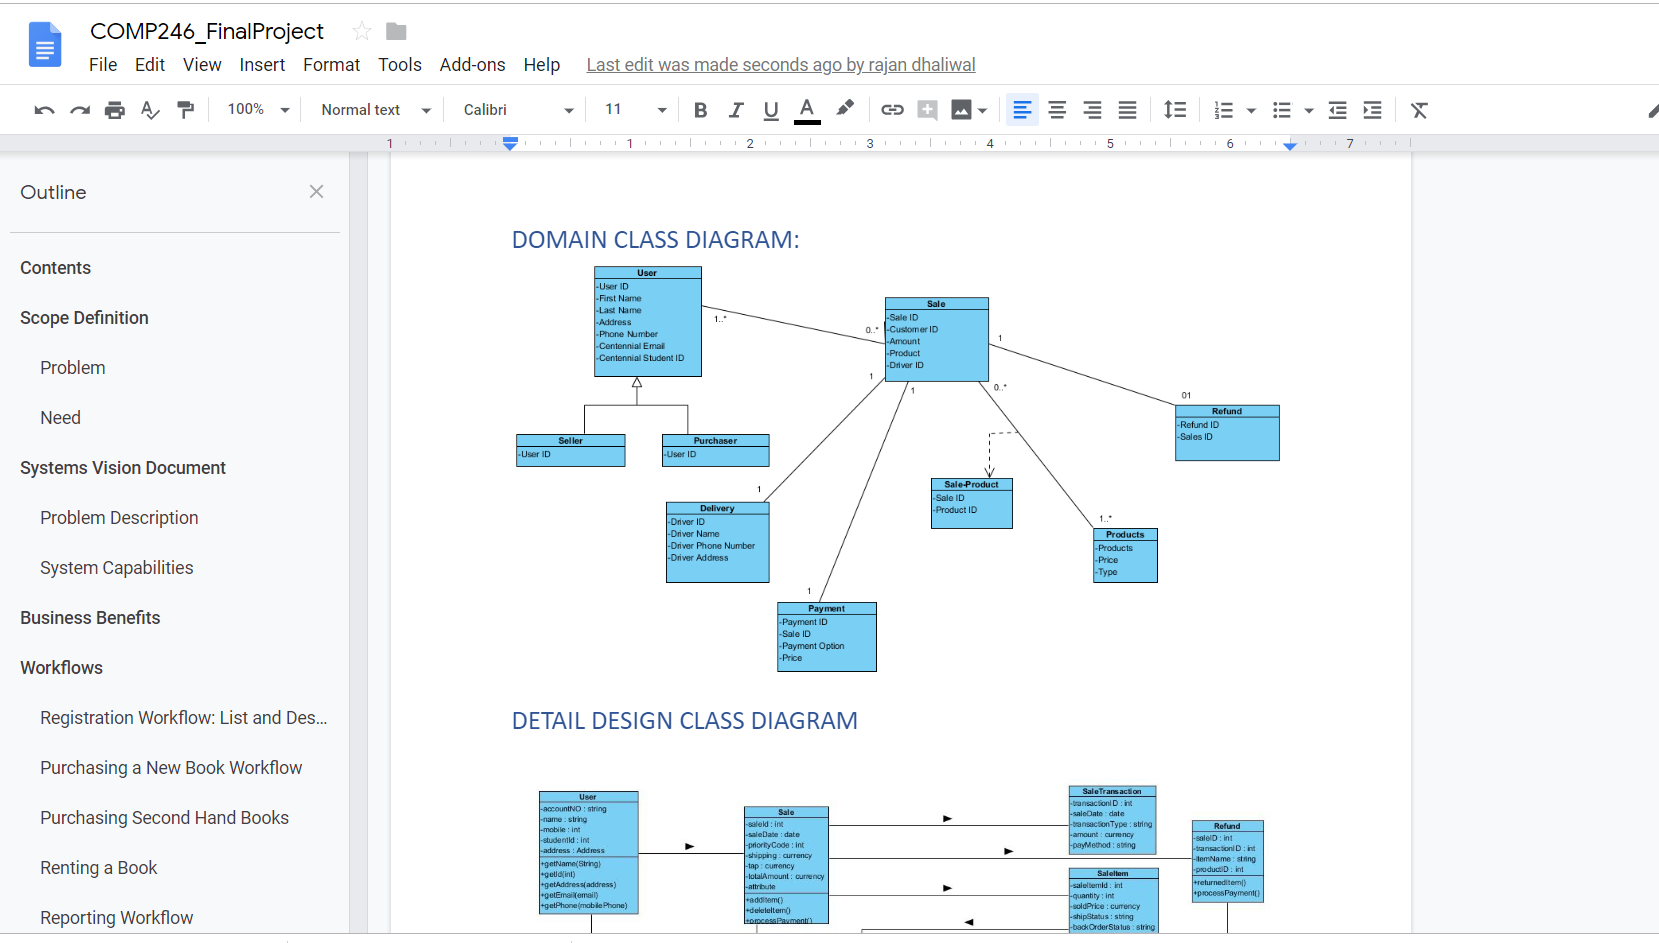 COMP246_FinalProject
File Edit View Insert Format Tools Add-ons Help Last edit was made seconds ago by rajan dhaliwal
100% Normal text Calibri 11 B I U A
1 1 2 3 4 5 6 7
Outline
Contents
Scope Definition
Problem
Need
Systems Vision Document
Problem Description
System Capabilities
Business Benefits
Workflows
Registration Workflow: List and Des...
Purchasing a New Book Workflow
Purchasing Second Hand Books
Renting a Book
Reporting Workflow
DOMAIN CLASS DIAGRAM:
User
-User ID
-First Name
-Last Name
-Address
-Phone Number
-Centennial Email
-Centennial Student ID
1..*
0..*
Sale
-Sale ID
-Customer ID
-Amount
-Product
-Driver ID
1
1
1
0..*
01
Refund
-Refund ID
-Sales ID
Seller
-User ID
Purchaser
-User ID
1
Delivery
-Driver ID
-Driver Name
-Driver Phone Number
-Driver Address
Sale-Product
-Sale ID
-Product ID
1..*
Products
-Products
-Price
-Type
1
Payment
-Payment ID
-Sale ID
-Payment Option
-Price
DETAIL DESIGN CLASS DIAGRAM
User
-accountNO : string
-name : string
-mobile : int
-studentId : int
-address : Address
+getName(String)
+getId(int)
+getAddress(address)
+getEmail(email)
+getPhone(mobilePhone)
Sale
-saleId : int
-saleDate : date
-priorityCode : int
-shipping : currency
-tap : currency
-totalAmount : currency
-attribute
+addItem()
+deleteItem()
+processPayment()
SaleTransaction
-transactionID : int
-saleDate : date
-transactionType : string
-amount : currency
-payMethod : string
SaleItem
-saleItemId : int
-quantity : int
-soldPrice : currency
-shipStatus : string
-backOrderStatus : string
Refund
-saleID : int
-transactionID : int
-itemName : string
-productID : int
+returnedItem()
+processPayment()